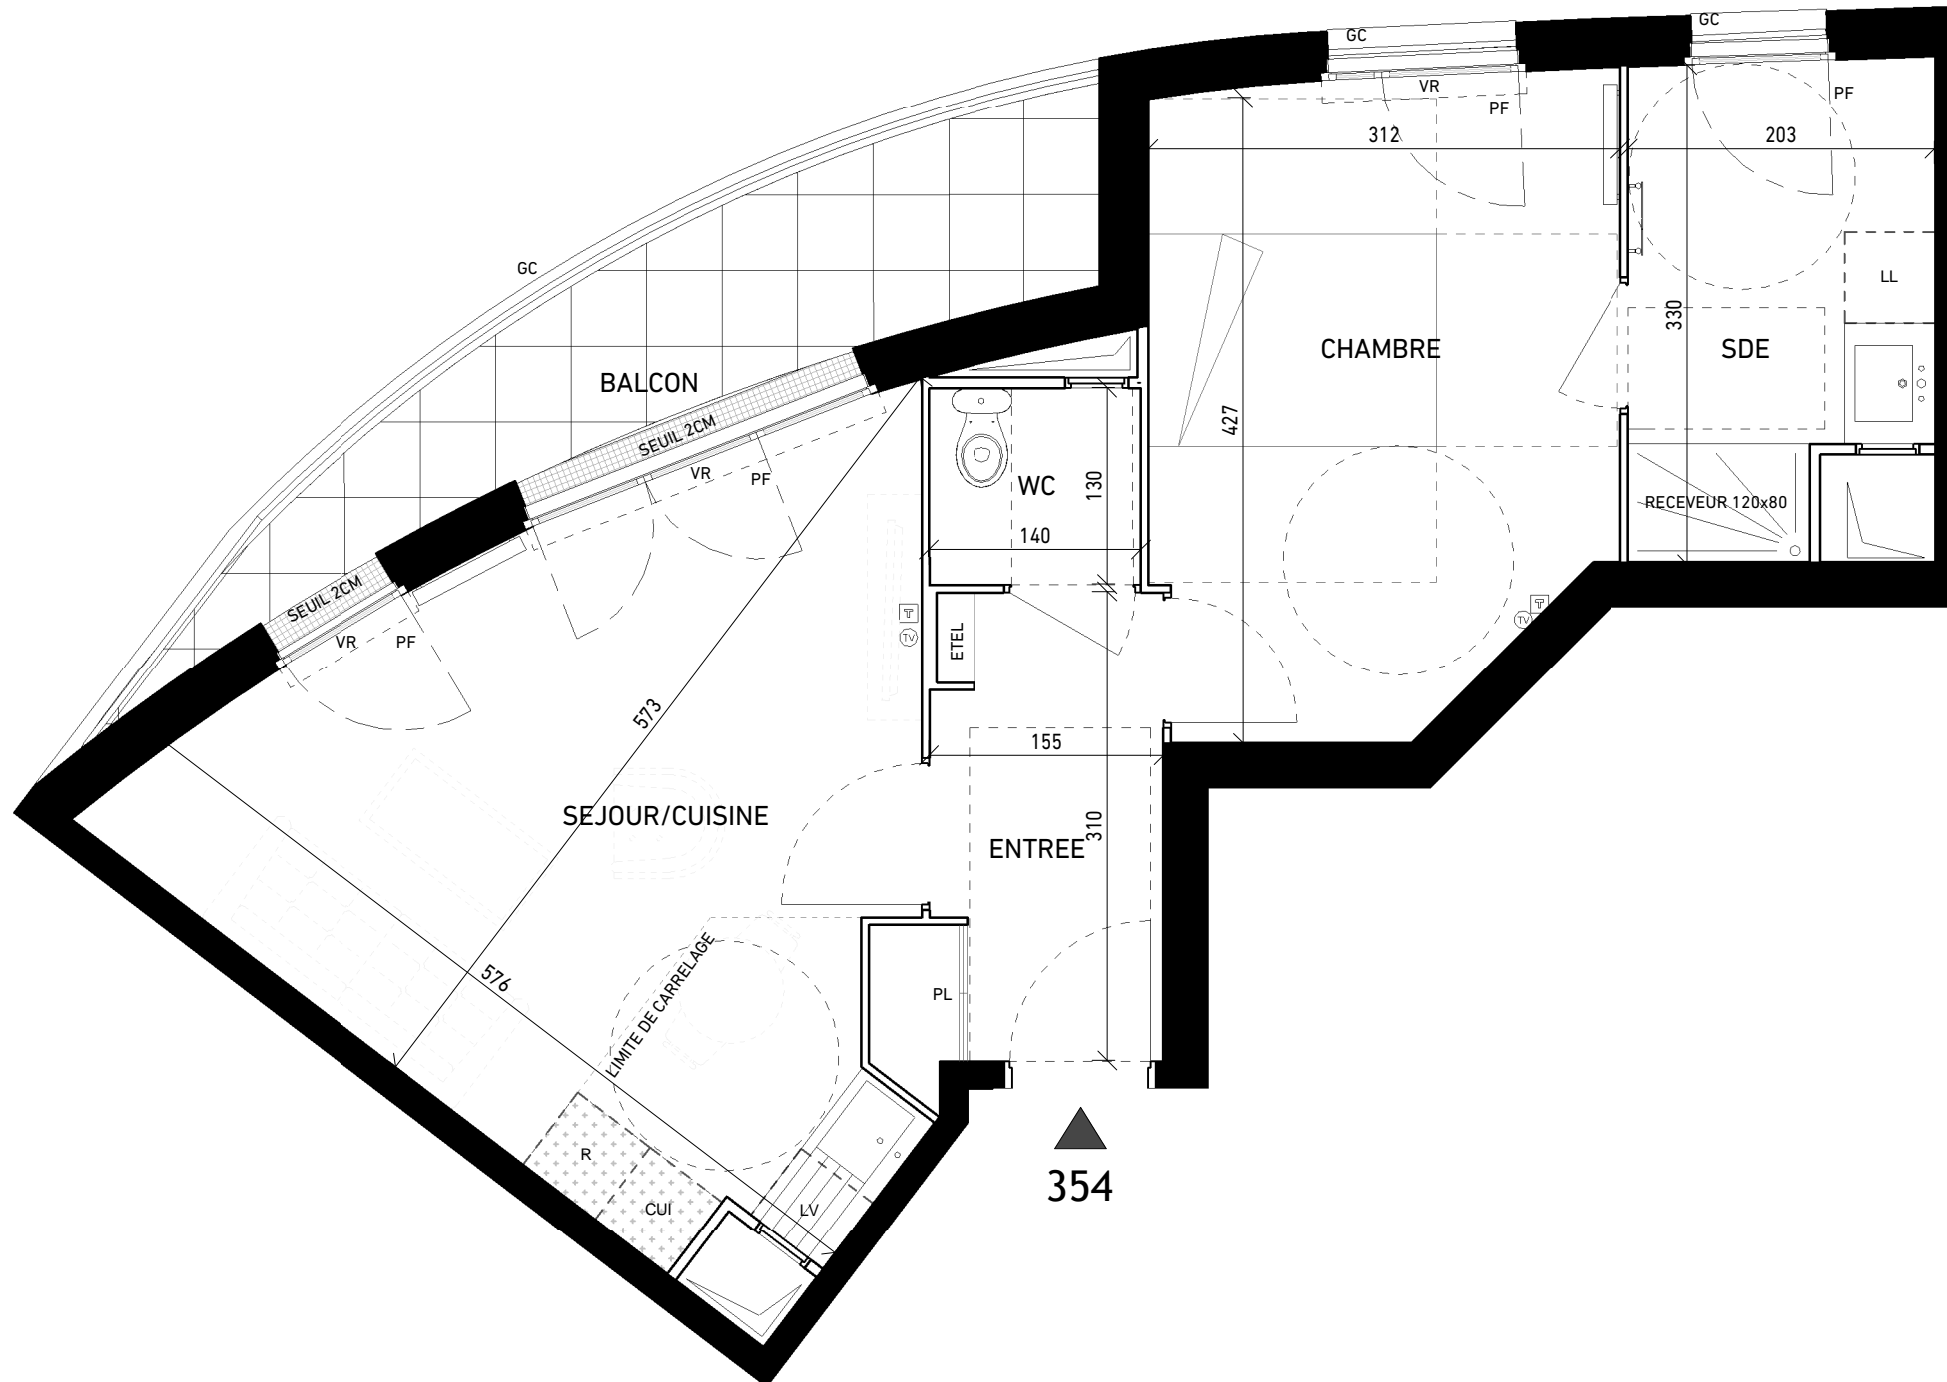 GC
GC
VR
PF
PF
312
203
GC
LL
330
CHAMBRE
SDE
BALCON
427
SEUIL 2CM
VR
PF
WC
130
RECEVEUR 120x80
140
SEUIL 2CM
T
TV
ETEL
T
TV
VR
PF
573
155
SEJOUR/CUISINE
310
ENTREE
576
LIMITE DE CARRELAGE
PL
R
CUI
LV
354